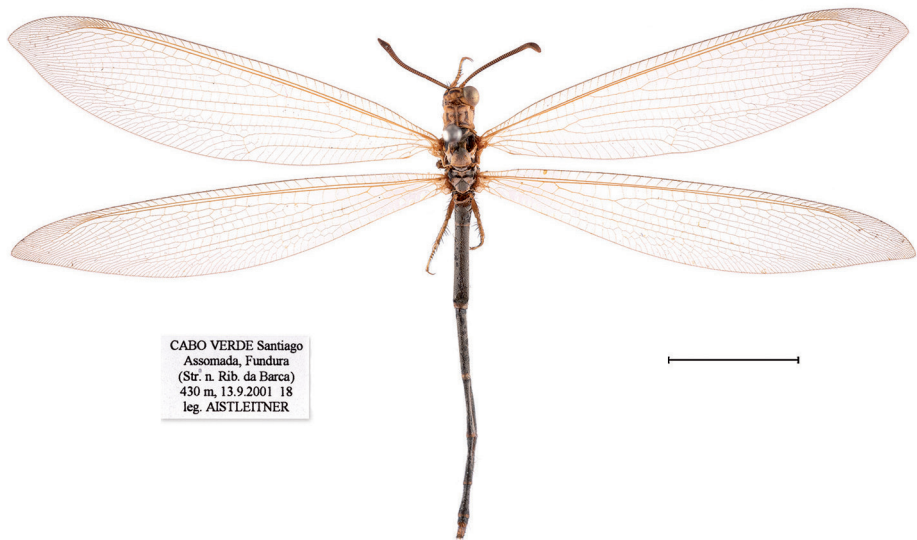 CABO VERDE Santiago
Assomada, Fundura
(Str. n. Rib. da Barca)
430 m, 13.9.2001 18
leg. AISTLEITNER